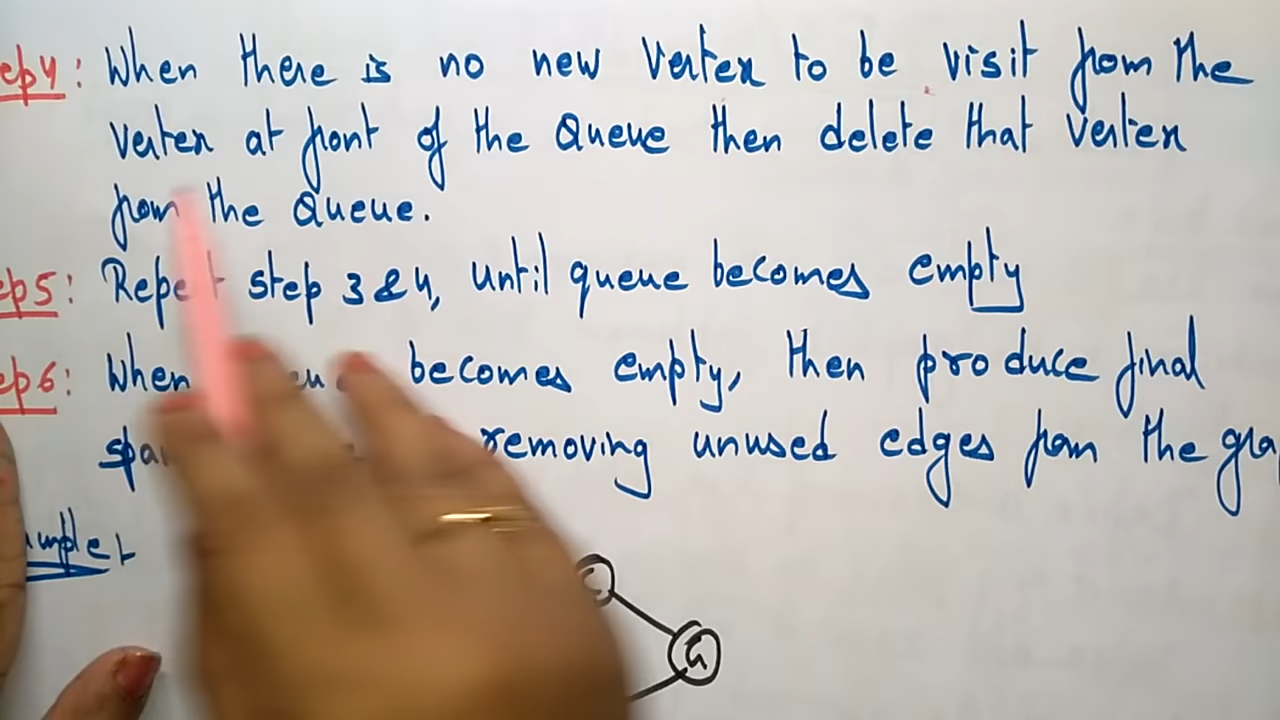 ep4: When there is no new vertex to be visit from the
vertex at front of the Queue then delete that vertex
from the Queue.
ep5: Repe t step 3 & 4, until queue becomes empty
ep6: When becomes empty, then produce final
spa removing unused edges from the gra
ample
C
G